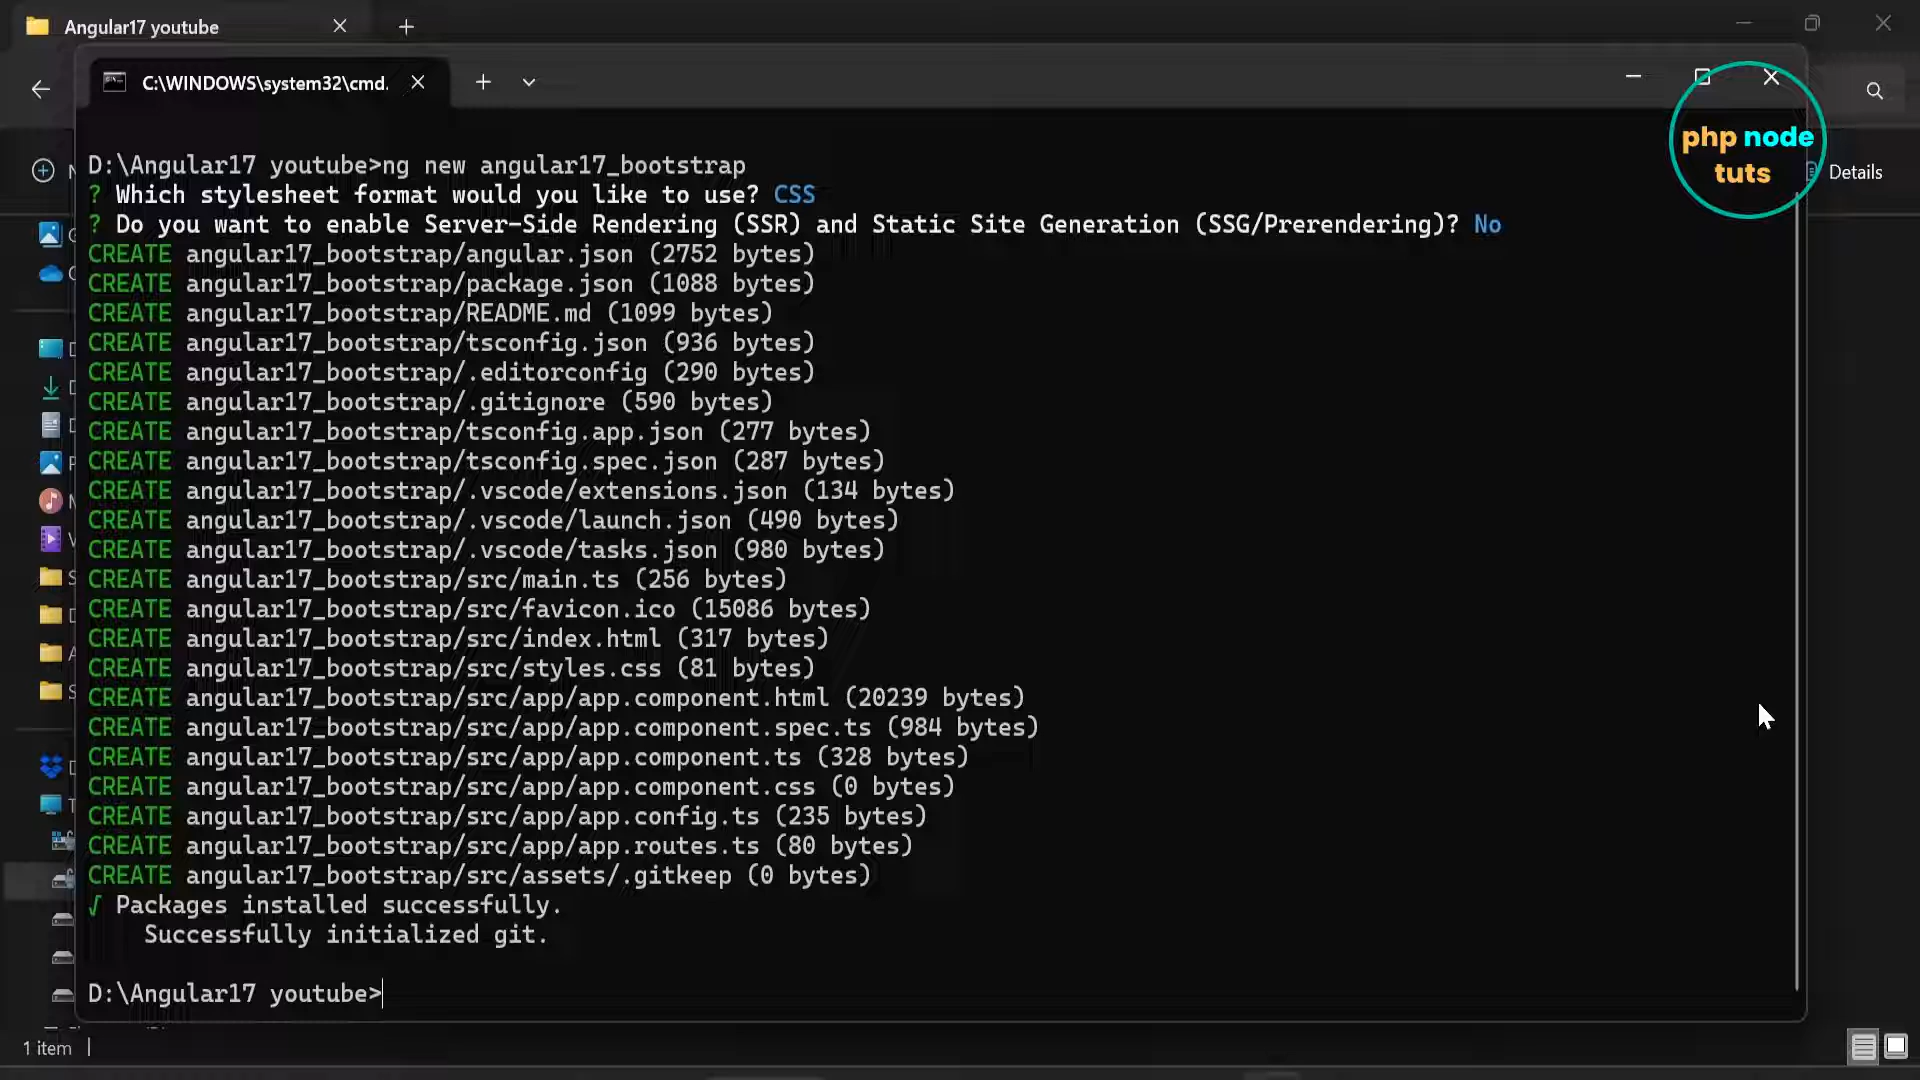 Angular17 youtube
C:\WINDOWS\system32\cmd.
php node
tuts
Details
D:\Angular17 youtube>ng new angular17_bootstrap
? Which stylesheet format would you like to use? CSS
? Do you want to enable Server-Side Rendering (SSR) and Static Site Generation (SSG/Prerendering)? No
CREATE angular17_bootstrap/angular.json (2752 bytes)
CREATE angular17_bootstrap/package.json (1088 bytes)
CREATE angular17_bootstrap/README.md (1099 bytes)
CREATE angular17_bootstrap/tsconfig.json (936 bytes)
CREATE angular17_bootstrap/.editorconfig (290 bytes)
CREATE angular17_bootstrap/.gitignore (590 bytes)
CREATE angular17_bootstrap/tsconfig.app.json (277 bytes)
CREATE angular17_bootstrap/tsconfig.spec.json (287 bytes)
CREATE angular17_bootstrap/.vscode/extensions.json (134 bytes)
CREATE angular17_bootstrap/.vscode/launch.json (490 bytes)
CREATE angular17_bootstrap/.vscode/tasks.json (980 bytes)
CREATE angular17_bootstrap/src/main.ts (256 bytes)
CREATE angular17_bootstrap/src/favicon.ico (15086 bytes)
CREATE angular17_bootstrap/src/index.html (317 bytes)
CREATE angular17_bootstrap/src/styles.css (81 bytes)
CREATE angular17_bootstrap/src/app/app.component.html (20239 bytes)
CREATE angular17_bootstrap/src/app/app.component.spec.ts (984 bytes)
CREATE angular17_bootstrap/src/app/app.component.ts (328 bytes)
CREATE angular17_bootstrap/src/app/app.component.css (0 bytes)
CREATE angular17_bootstrap/src/app/app.config.ts (235 bytes)
CREATE angular17_bootstrap/src/app/app.routes.ts (80 bytes)
CREATE angular17_bootstrap/src/assets/.gitkeep (0 bytes)
√ Packages installed successfully.
Successfully initialized git.
D:\Angular17 youtube>
1 item